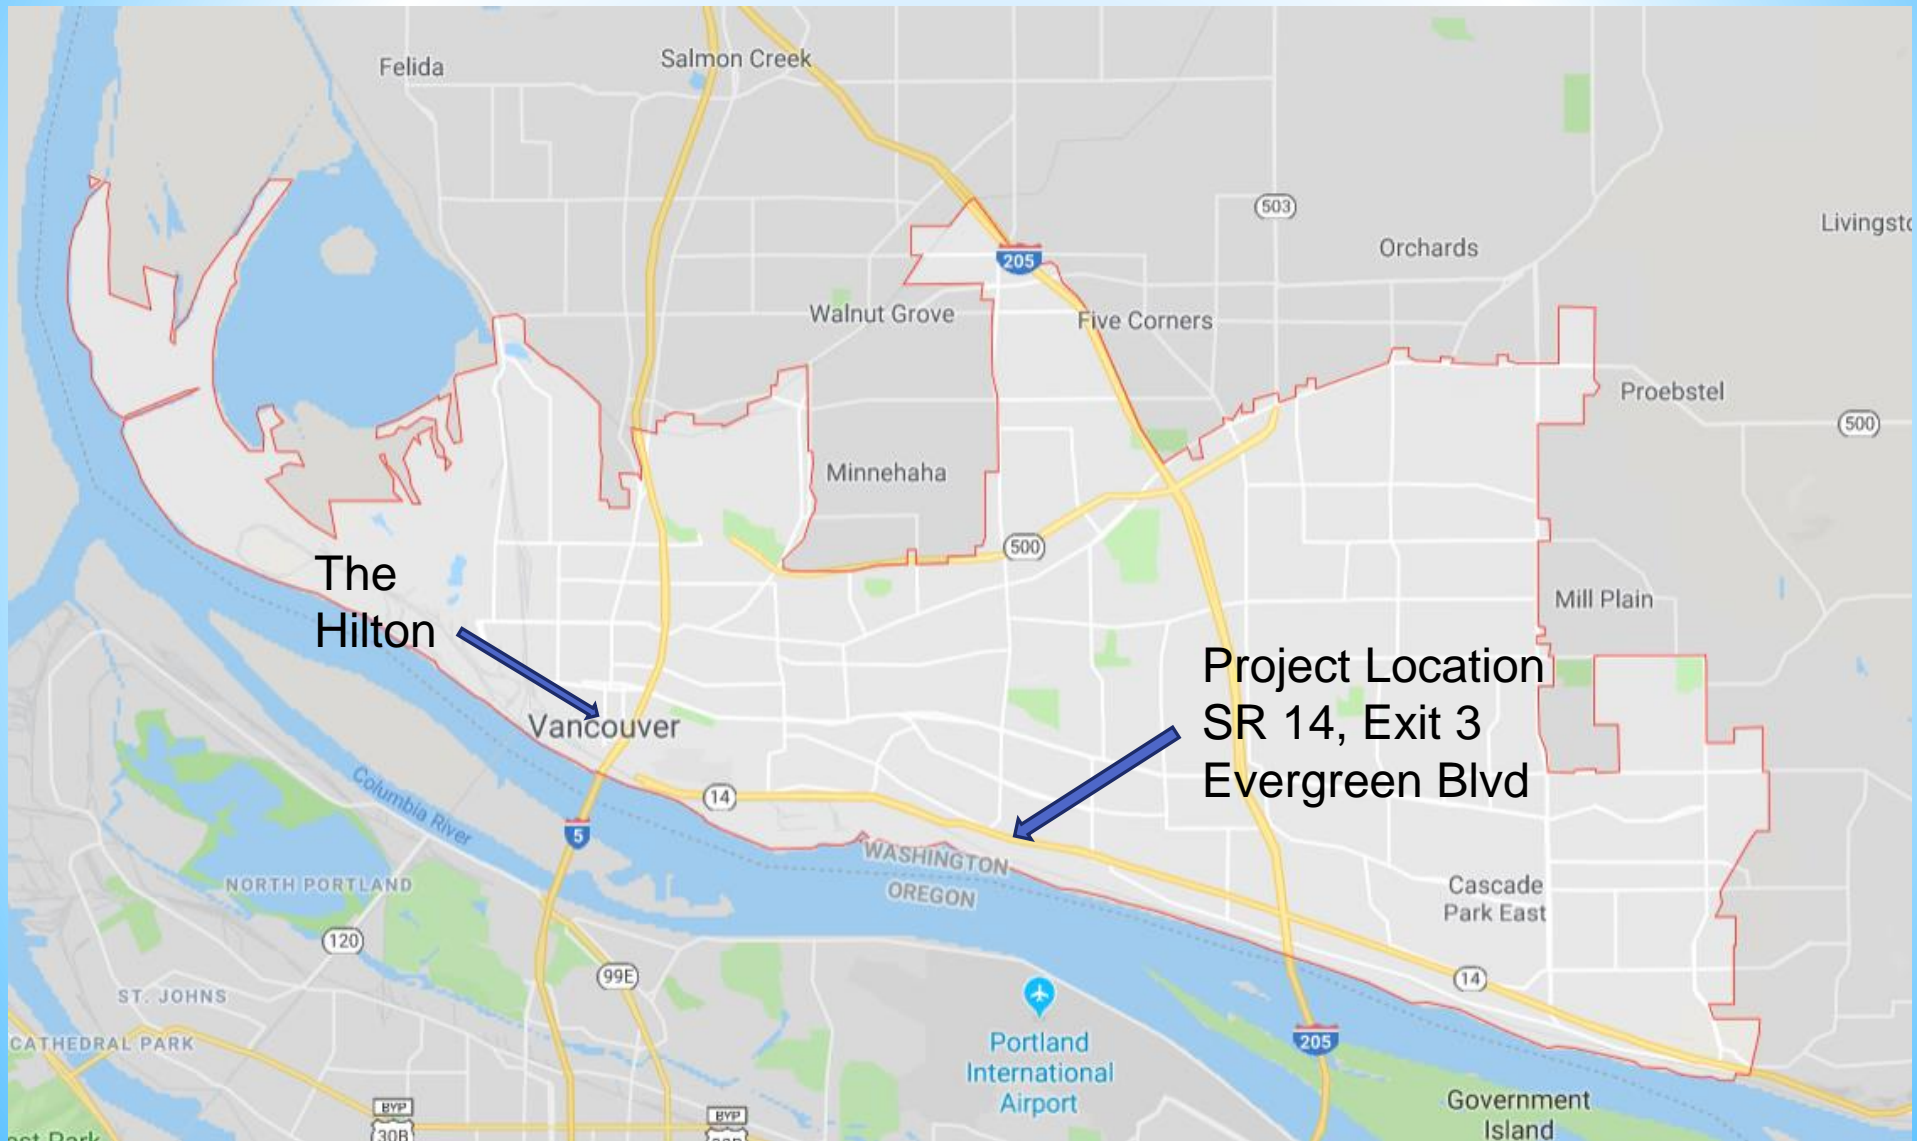 Felida
Salmon Creek
503
Livingsto
Orchards
205
Walnut Grove
Five Corners
Proebstel
500
Minnehaha
500
The
Hilton
Mill Plain
Project Location
SR 14, Exit 3
Evergreen Blvd
Vancouver
14
Columbia River
5
WASHINGTON
OREGON
NORTH PORTLAND
Cascade
Park East
120
99E
14
ST. JOHNS
CATHEDRAL PARK
205
Portland
International
Airport
Government
Island
BYP
30B
BYP